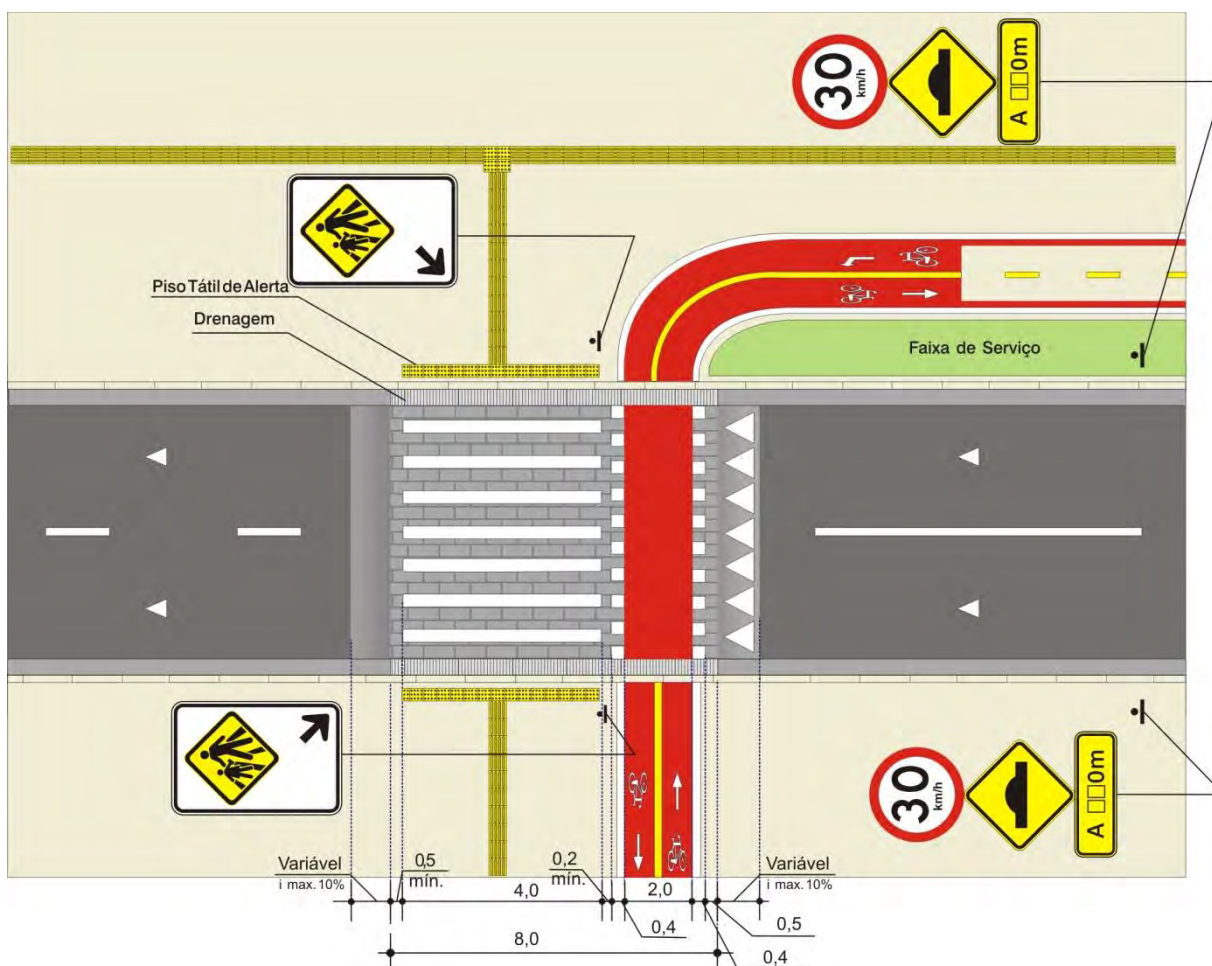 30
km/h
A □□0m
Piso Tátil de Alerta
Drenagem
Faixa de Serviço
30
km/h
A □□0m
Variável
i max. 10%
0,5
mín.
4,0
0,2
mín.
0,4
2,0
Variável
i max. 10%
0,5
0,4
8,0